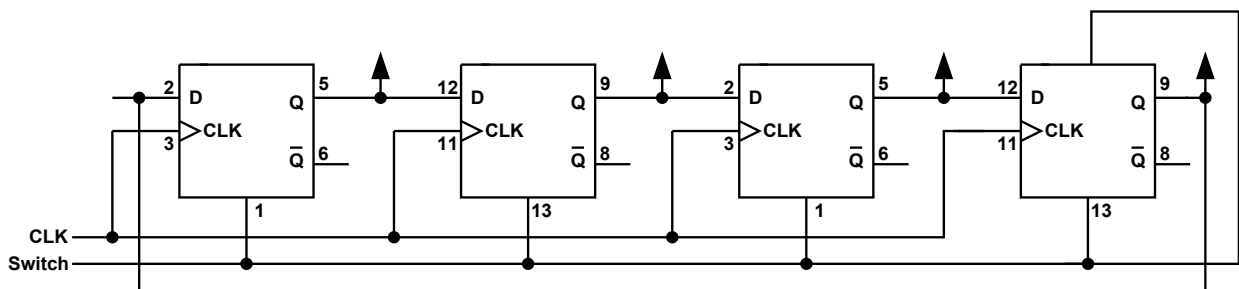 5 9 5 9
2 D Q 12 D Q 2 D Q 12 D Q
CLK CLK CLK CLK
3 Q̅ 6 11 Q̅ 8 3 Q̅ 6 11 Q̅ 8
1 13 1 13
CLK
Switch